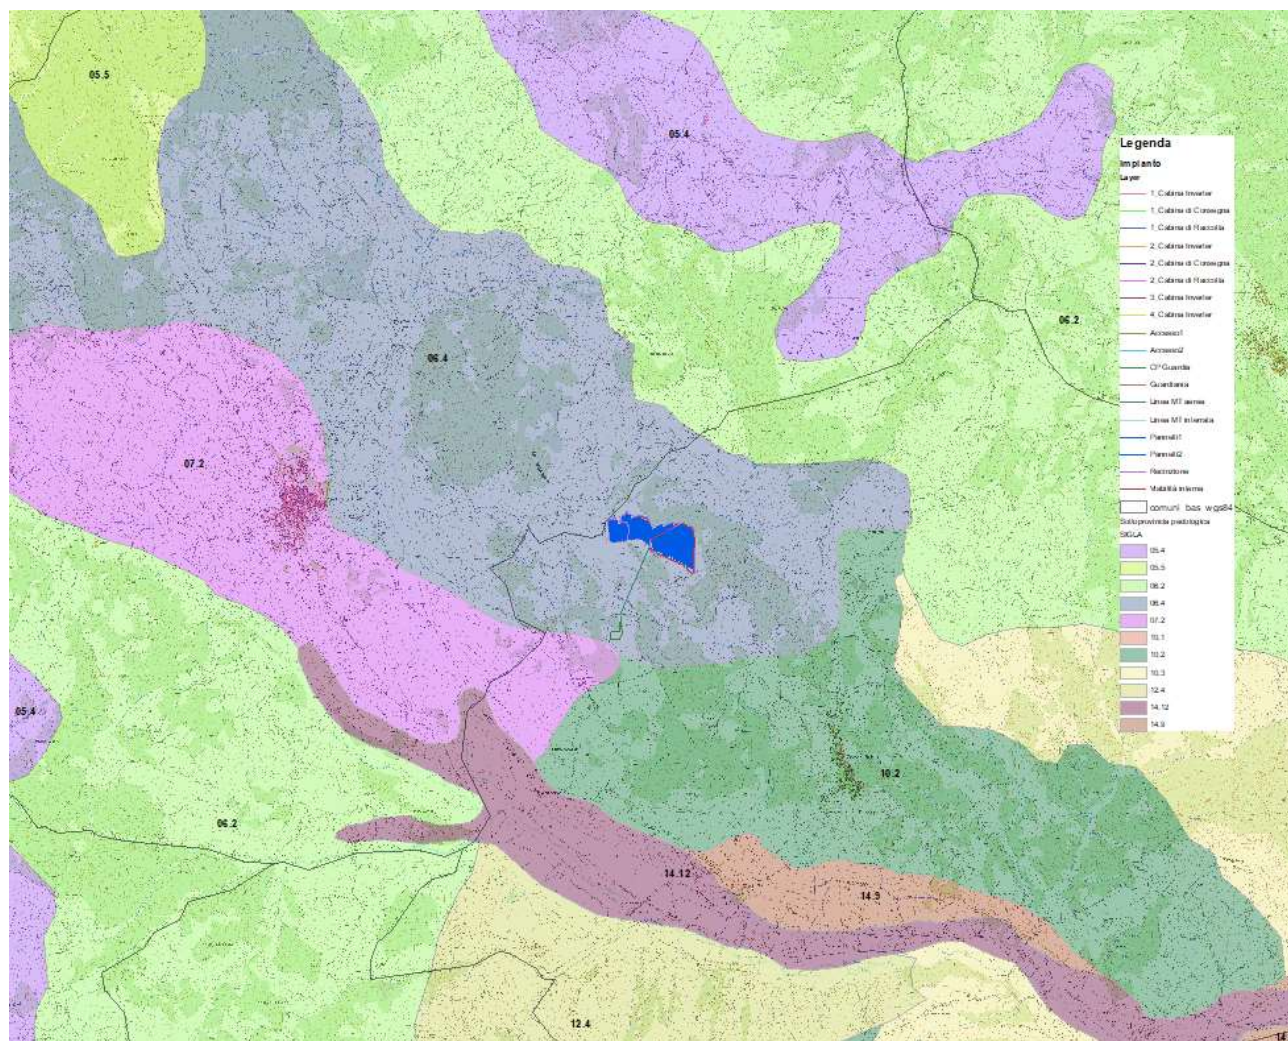 05.5
05.4
06.2
06.4
07.2
05.4
06.2
10.2
14.12
14.9
12.4
Legenda
Impianto
Layer
1_Cabina Inverter
1_Cabina di Consegna
1_Cabina di Raccolta
2_Cabina Inverter
2_Cabina di Consegna
2_Cabina di Raccolta
3_Cabina Inverter
4_Cabina Inverter
Accesso1
Accesso2
Guardiania
Linea MT aerea
Linea MT interrata
Pannelli1
Pannelli2
Recinzione
Viabilità interna
comuni_bas_wgs84
Sottoprovincia pedologica
SIGLA
05.4
05.5
06.2
06.4
07.2
10.1
10.2
10.3
12.4
14.12
14.9